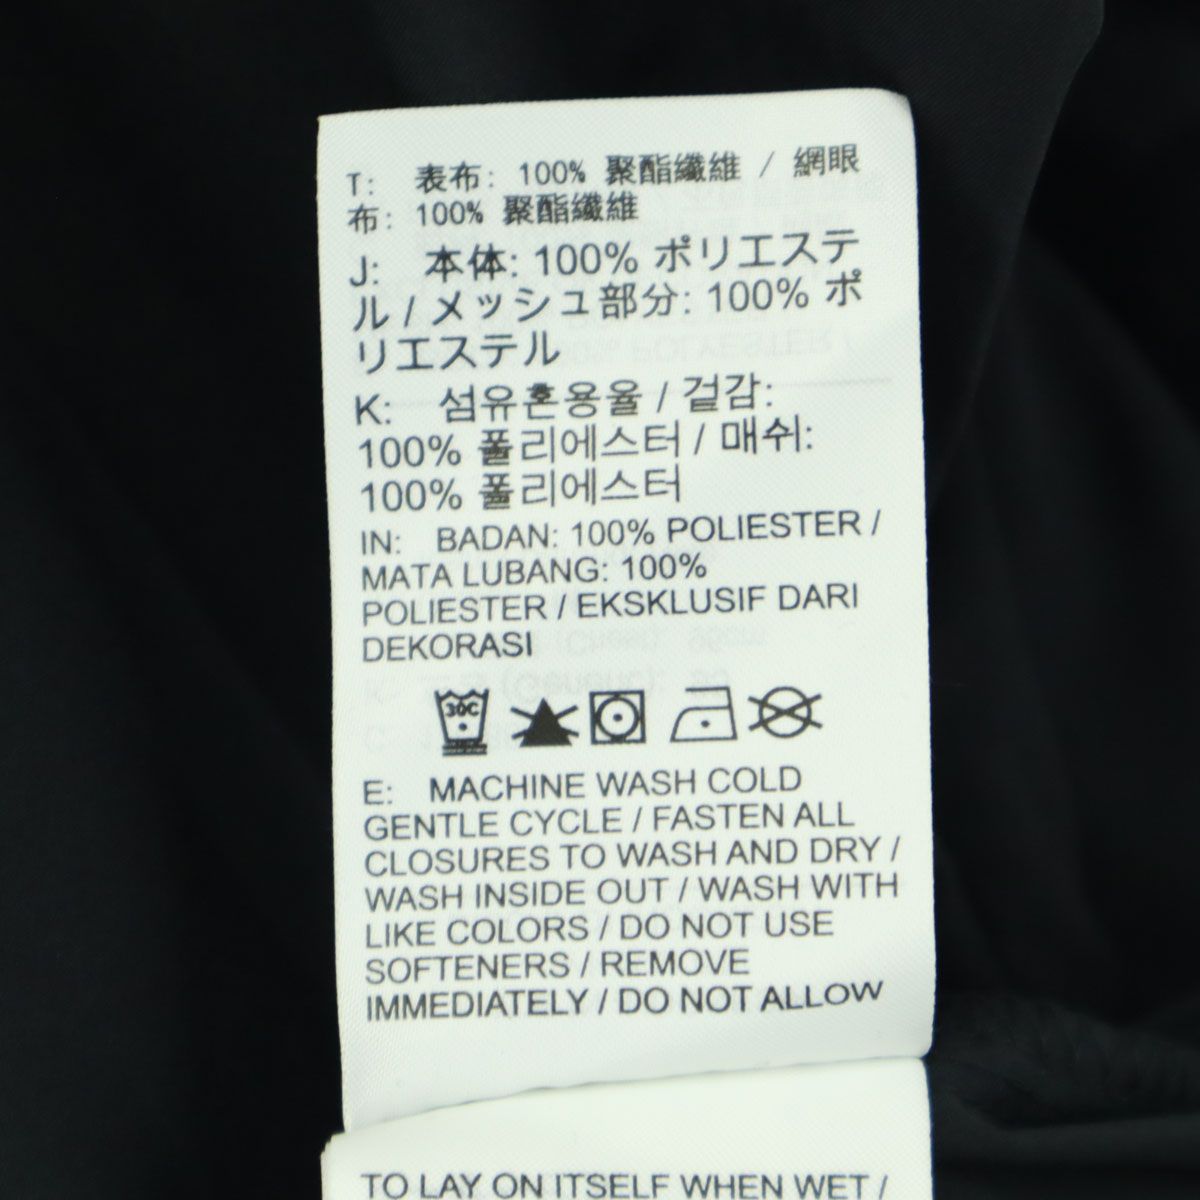 T: 表布: 100% 聚酯纖維 / 網眼
布: 100% 聚酯纖維
J: 本体: 100% ポリエステ
ル / メッシュ部分: 100% ポ
リエステル
K: 섬유혼용율 / 겉감:
100% 폴리에스터 / 매쉬:
100% 폴리에스터
IN: BADAN: 100% POLIESTER /
MATA LUBANG: 100%
POLIESTER / EKSKLUSIF DARI
DEKORASI
30C
E: MACHINE WASH COLD
GENTLE CYCLE / FASTEN ALL
CLOSURES TO WASH AND DRY /
WASH INSIDE OUT / WASH WITH
LIKE COLORS / DO NOT USE
SOFTENERS / REMOVE
IMMEDIATELY / DO NOT ALLOW
TO LAY ON ITSELF WHEN WET /